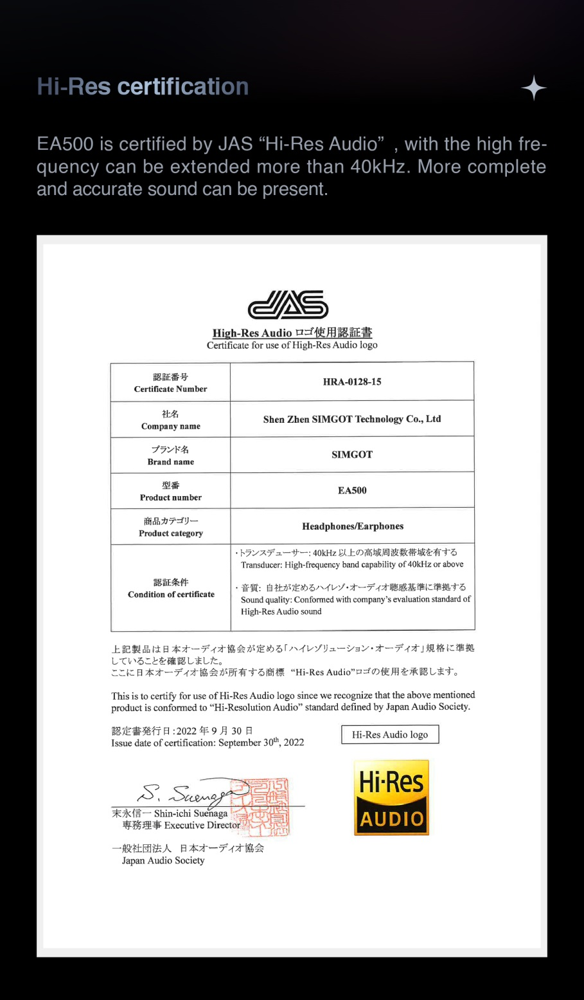 Hi-Res certification
EA500 is certified by JAS “Hi-Res Audio” , with the high fre-
quency can be extended more than 40kHz. More complete
and accurate sound can be present.
JAS
High-Res Audio ロゴ使用認証書
Certificate for use of High-Res Audio logo
認証番号
Certificate Number
HRA-0128-15
社名
Company name
Shen Zhen SIMGOT Technology Co., Ltd
ブランド名
Brand name
SIMGOT
型番
Product number
EA500
商品カテゴリー
Product category
Headphones/Earphones
認証条件
Condition of certificate
・トランスデューサー: 40kHz 以上の高域周波数帯域を有する
Transducer: High-frequency band capability of 40kHz or above
・音質: 自社が定めるハイレゾ・オーディオ聴感基準に準拠する
Sound quality: Conformed with company’s evaluation standard of
High-Res Audio sound
上記製品は日本オーディオ協会が定める「ハイレゾリューション・オーディオ」規格に準拠
していることを確認しました。
ここに日本オーディオ協会が所有する商標 “Hi-Res Audio”ロゴの使用を承認します。
This is to certify for use of Hi-Res Audio logo since we recognize that the above mentioned
product is conformed to “Hi-Resolution Audio” standard defined by Japan Audio Society.
認定書発行日:2022 年 9 月 30 日
Issue date of certification: September 30th, 2022
Hi-Res Audio logo
Hi-Res
AUDIO
S. Suenaga
末永信一 Shin-ichi Suenaga
専務理事 Executive Director
一般社団法人 日本オーディオ協会
Japan Audio Society